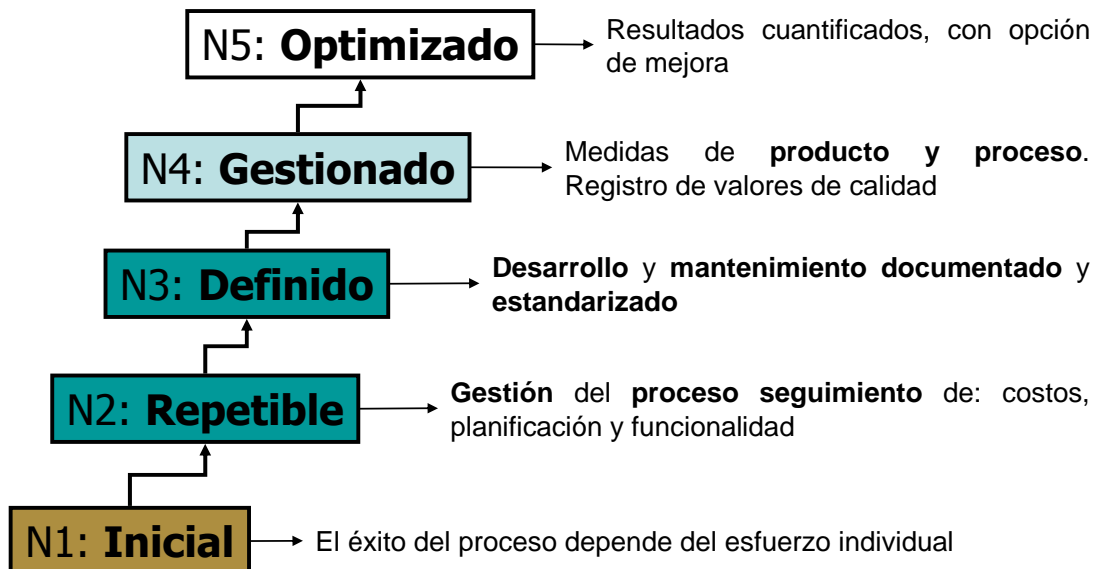 N5: Optimizado
Resultados cuantificados, con opción
de mejora
N4: Gestionado
Medidas de producto y proceso.
Registro de valores de calidad
N3: Definido
Desarrollo y mantenimiento documentado y
estandarizado
N2: Repetible
Gestión del proceso seguimiento de: costos,
planificación y funcionalidad
N1: Inicial
El éxito del proceso depende del esfuerzo individual